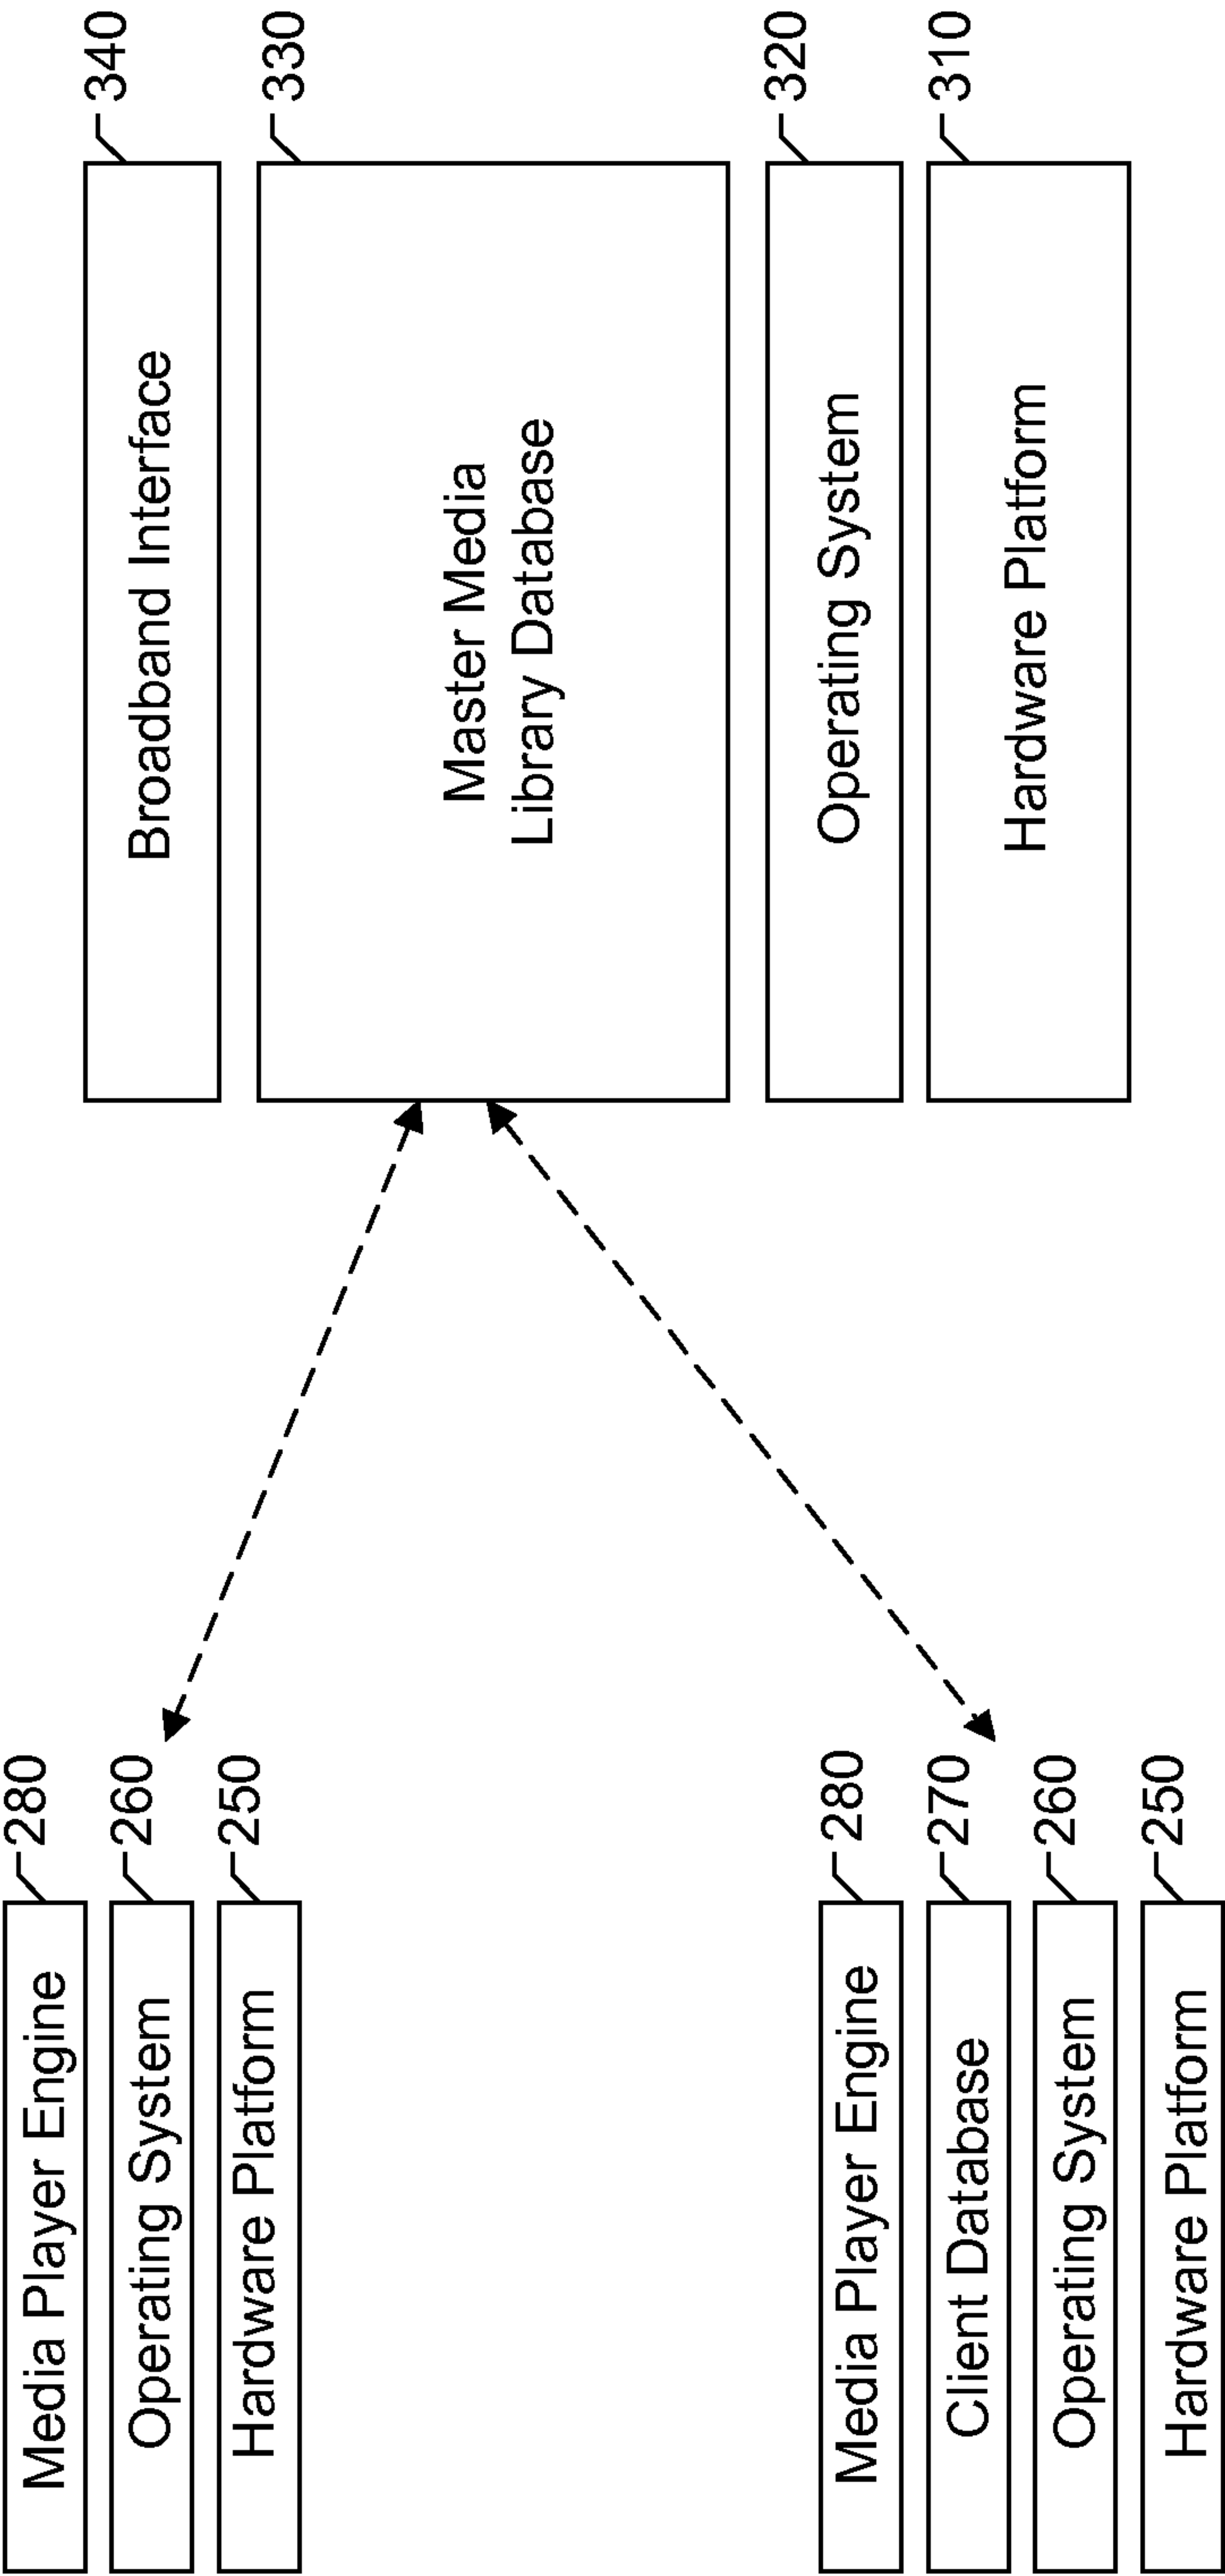 Media Player Engine
280
Operating System
260
Hardware Platform
250
Media Player Engine
280
Client Database
270
Operating System
260
Hardware Platform
250
Broadband Interface
340
Master Media
Library Database
330
Operating System
320
Hardware Platform
310